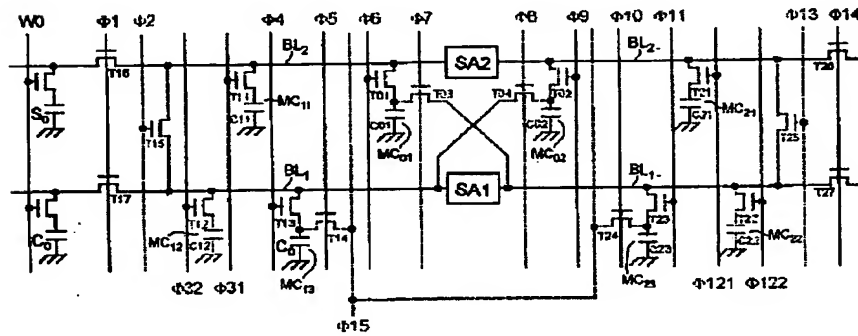 W0 Φ1 Φ2 Φ4 Φ5 Φ6 Φ7 Φ8 Φ9 Φ10 Φ11 Φ13 Φ14
BL2 SA2 BL2-
T16 T26
T11 MC11 T01 T03 T04 T02 T21 MC21
S0 C11 C01 C02 C21
T15 MC01 MC02 T25
BL1 SA1 BL1-
T17 T27
T12 T13 T14 T24 T23 T22
C0 MC12 C12 C0 C23 C22 MC22
MC13 MC23
Φ32 Φ31 Φ15 Φ121 Φ122